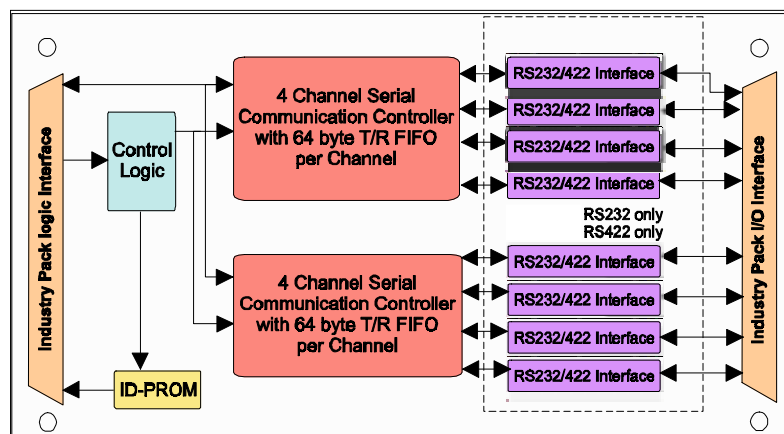 Industry Pack logic Interface
Control
Logic
ID-PROM
4 Channel Serial
Communication Controller
with 64 byte T/R FIFO
per Channel
4 Channel Serial
Communication Controller
with 64 byte T/R FIFO
per Channel
RS232/422 Interface
RS232/422 Interface
RS232/422 Interface
RS232/422 Interface
RS232 only
RS422 only
RS232/422 Interface
RS232/422 Interface
RS232/422 Interface
RS232/422 Interface
Industry Pack I/O Interface